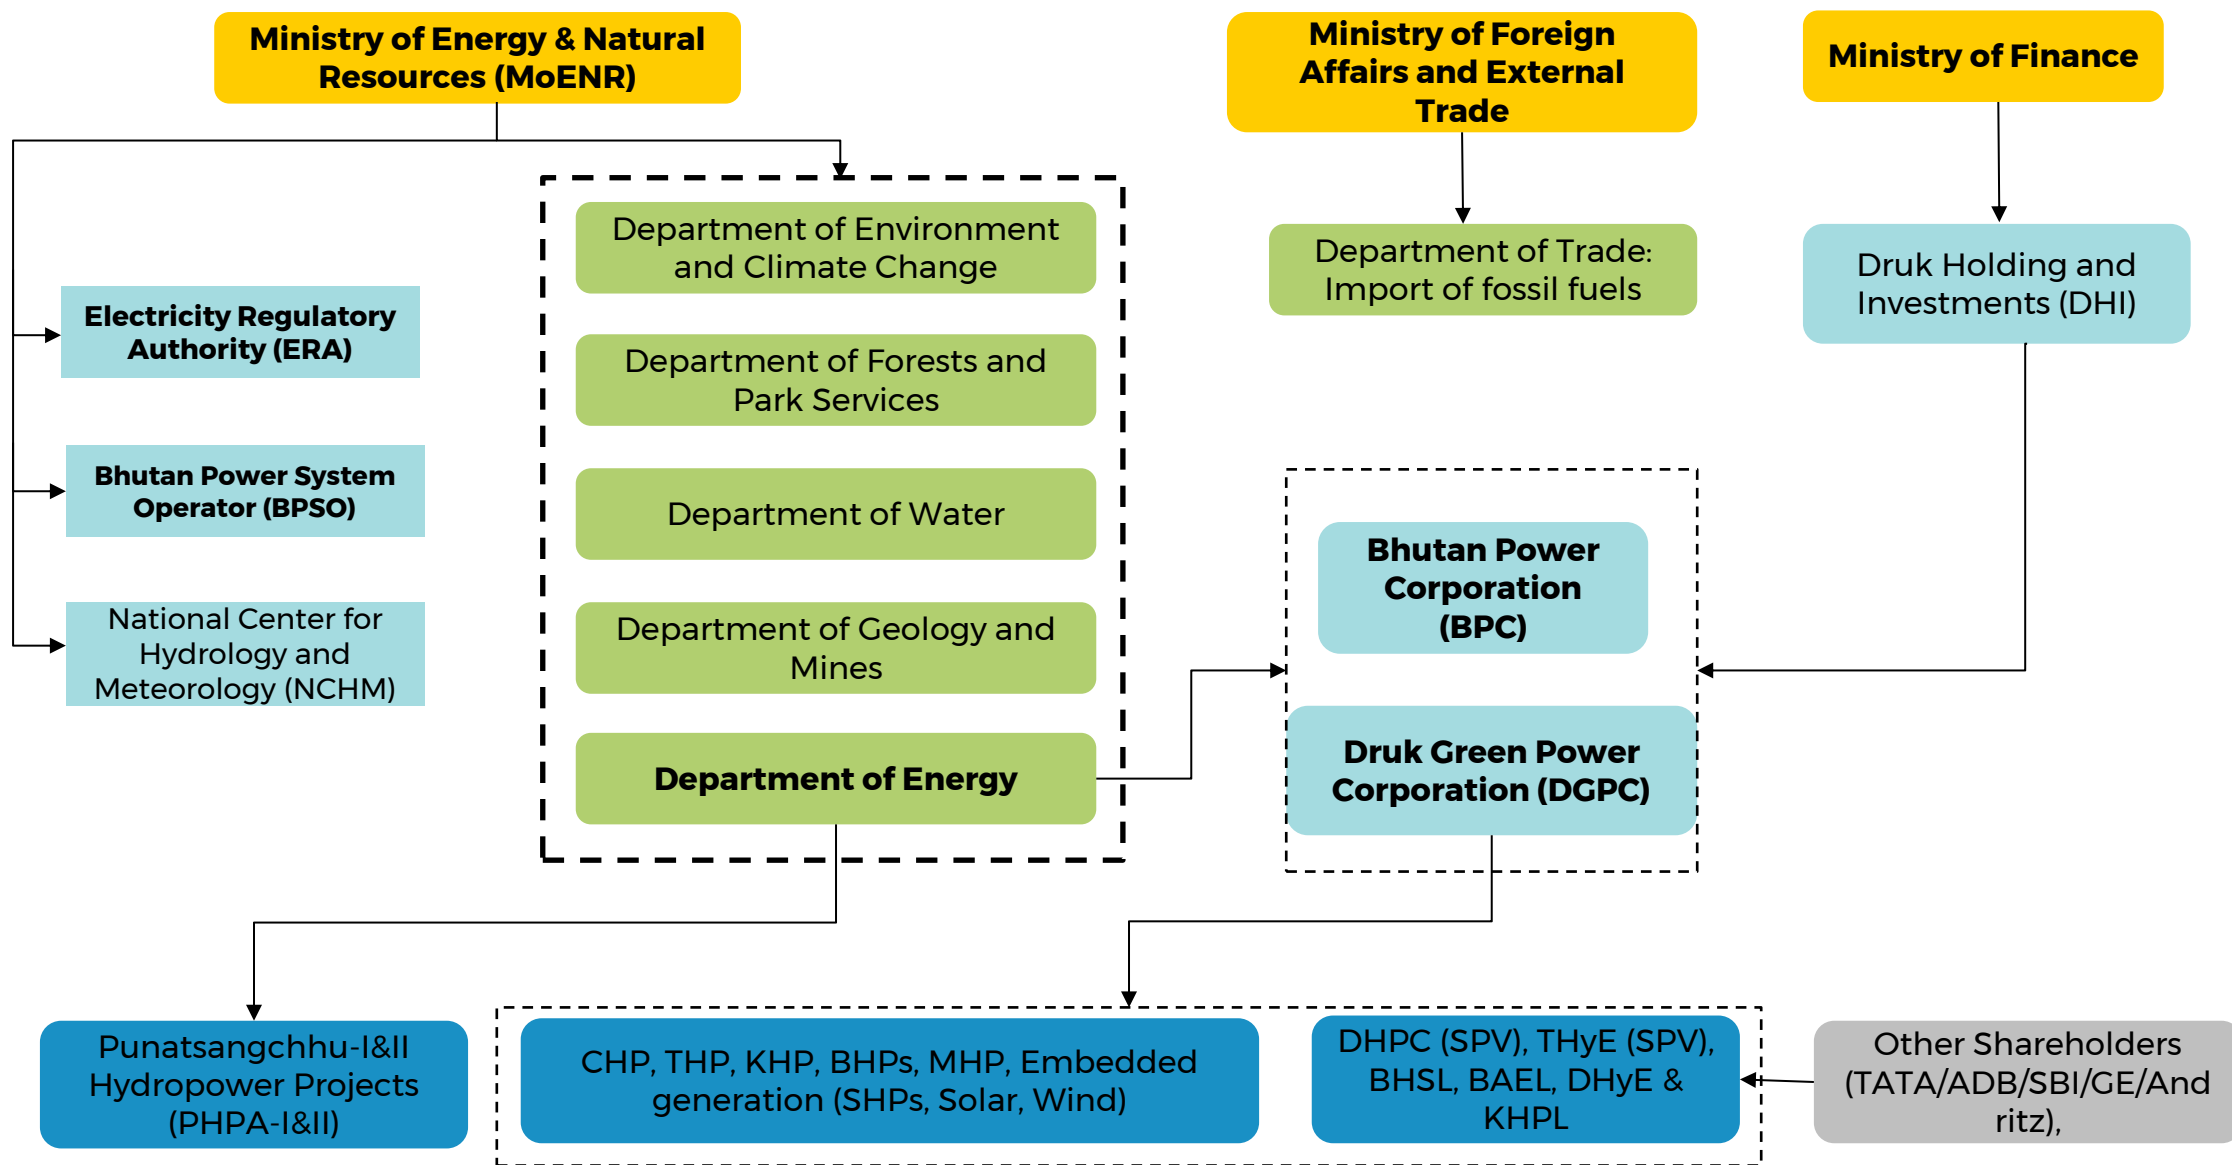 Ministry of Energy & Natural
Resources (MoENR)
Ministry of Foreign
Affairs and External
Trade
Ministry of Finance
Department of Environment
and Climate Change
Department of Trade:
Import of fossil fuels
Druk Holding and
Investments (DHI)
Electricity Regulatory
Authority (ERA)
Department of Forests and
Park Services
Bhutan Power System
Operator (BPSO)
Department of Water
Bhutan Power
Corporation
(BPC)
National Center for
Hydrology and
Meteorology (NCHM)
Department of Geology and
Mines
Department of Energy
Druk Green Power
Corporation (DGPC)
Punatsangchhu-I&II
Hydropower Projects
(PHPA-I&II)
CHP, THP, KHP, BHPs, MHP, Embedded
generation (SHPs, Solar, Wind)
DHPC (SPV), THyE (SPV),
BHSL, BAEL, DHyE &
KHPL
Other Shareholders
(TATA/ADB/SBI/GE/And
ritz),